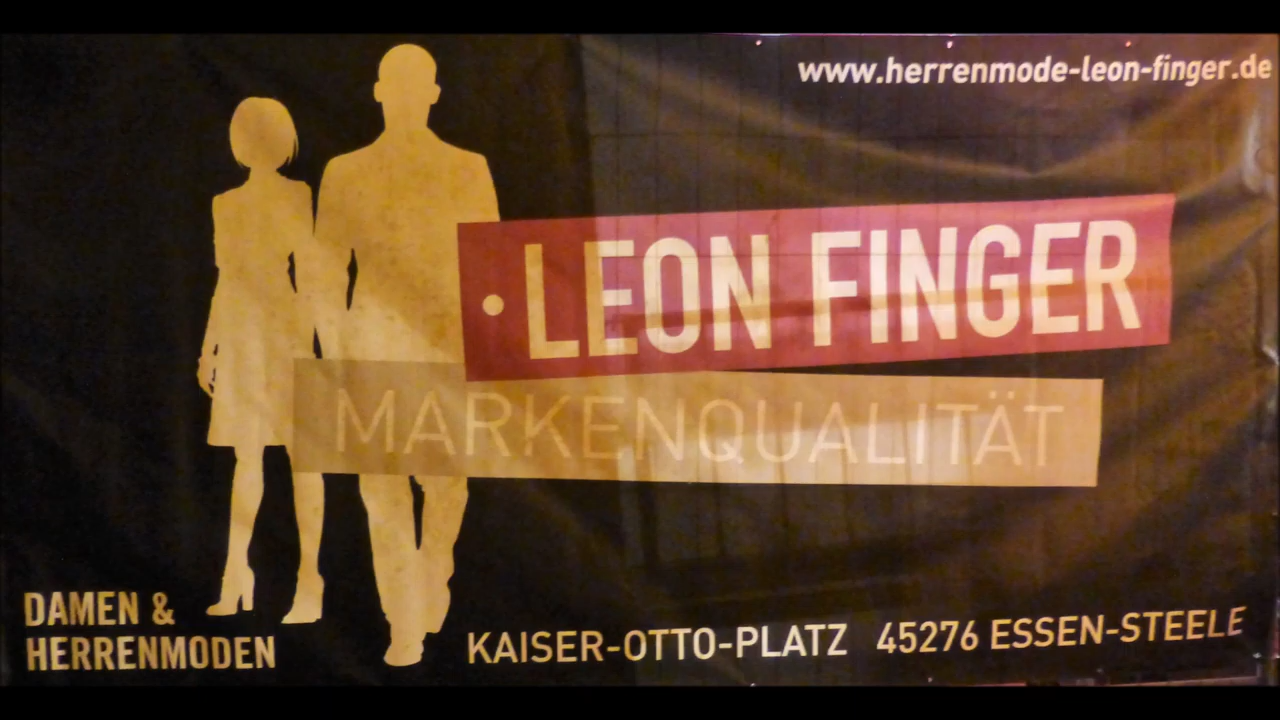 www.herrenmode-leon-finger.de
LEON FINGER
MARKENQUALITÄT
DAMEN &
HERRENMODEN
KAISER-OTTO-PLATZ 45276 ESSEN-STEELE